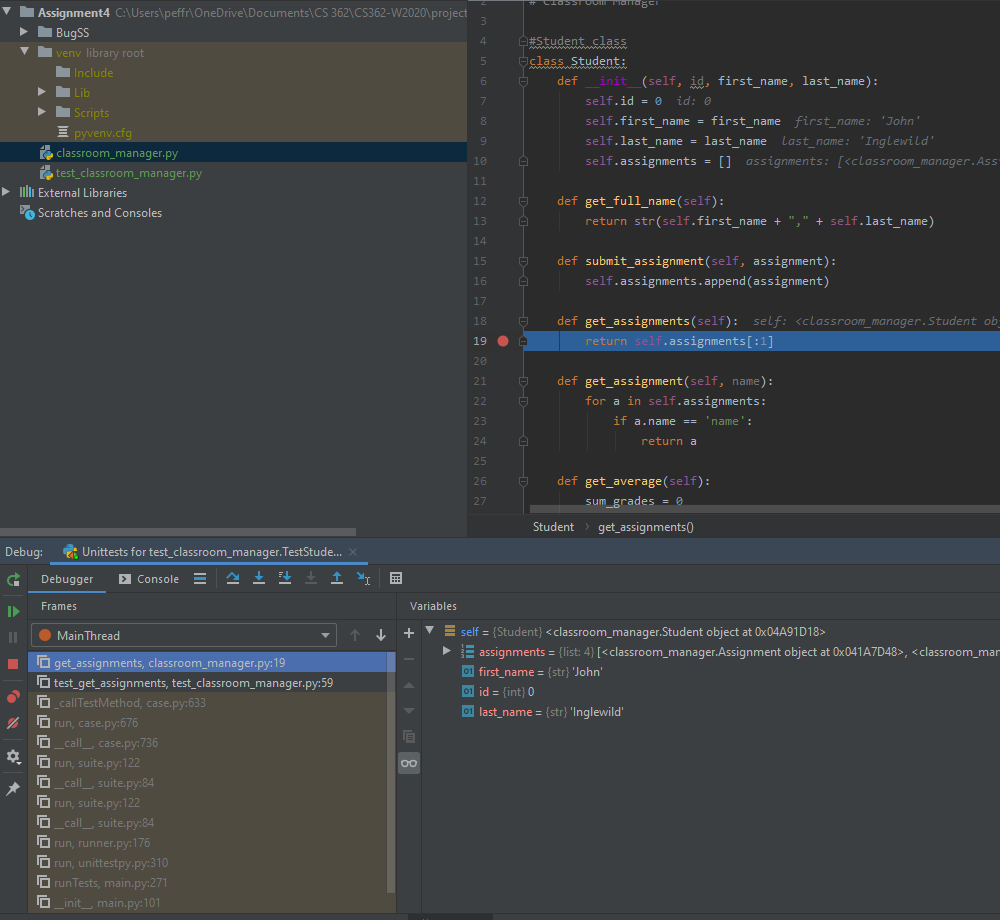 Assignment4 C:\Users\peffr\OneDrive\Documents\CS 362\CS362-W2020\project
BugSS
venv library root
Include
Lib
Scripts
pyvenv.cfg
classroom_manager.py
test_classroom_manager.py
External Libraries
Scratches and Consoles
2 # Classroom Manager
3
4 #Student class
5 class Student:
6 def __init__(self, id, first_name, last_name):
7 self.id = 0 id: 0
8 self.first_name = first_name first_name: 'John'
9 self.last_name = last_name last_name: 'Inglewild'
10 self.assignments = [] assignments: [<classroom_manager.Ass
11
12 def get_full_name(self):
13 return str(self.first_name + "," + self.last_name)
14
15 def submit_assignment(self, assignment):
16 self.assignments.append(assignment)
17
18 def get_assignments(self): self: <classroom_manager.Student obj
19 return self.assignments[:1]
20
21 def get_assignment(self, name):
22 for a in self.assignments:
23 if a.name == 'name':
24 return a
25
26 def get_average(self):
27 sum_grades = 0
Student › get_assignments()
Debug: Unittests for test_classroom_manager.TestStude...
Debugger Console
Frames
MainThread
get_assignments, classroom_manager.py:19
test_get_assignments, test_classroom_manager.py:59
_callTestMethod, case.py:633
run, case.py:676
__call__, case.py:736
run, suite.py:122
__call__, suite.py:84
run, suite.py:122
__call__, suite.py:84
run, runner.py:176
run, unittestpy.py:310
runTests, main.py:271
__init__, main.py:101
Variables
self = {Student} <classroom_manager.Student object at 0x04A91D18>
assignments = {list: 4} [<classroom_manager.Assignment object at 0x041A7D48>, <classroom_man
first_name = {str} 'John'
id = {int} 0
last_name = {str} 'Inglewild'